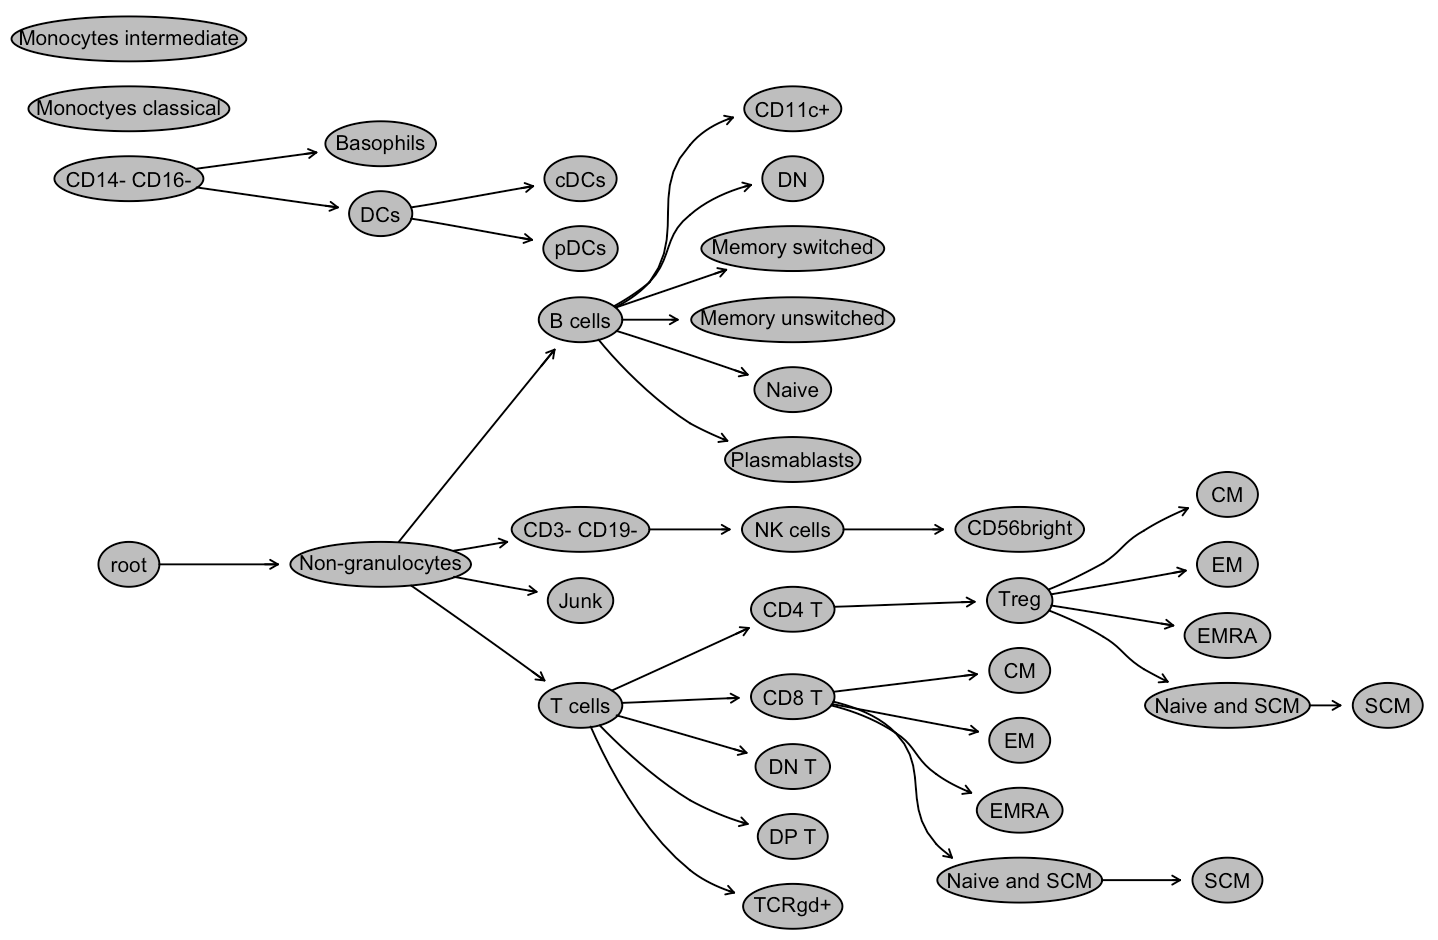 Monocytes intermediate
Monoctyes classical
CD14- CD16-
Basophils
DCs
cDCs
pDCs
B cells
CD11c+
DN
Memory switched
Memory unswitched
Naive
Plasmablasts
root
Non-granulocytes
CD3- CD19-
NK cells
CD56bright
Junk
T cells
CD4 T
Treg
CM
EM
EMRA
Naive and SCM
SCM
CD8 T
CM
EM
EMRA
Naive and SCM
SCM
DN T
DP T
TCRgd+